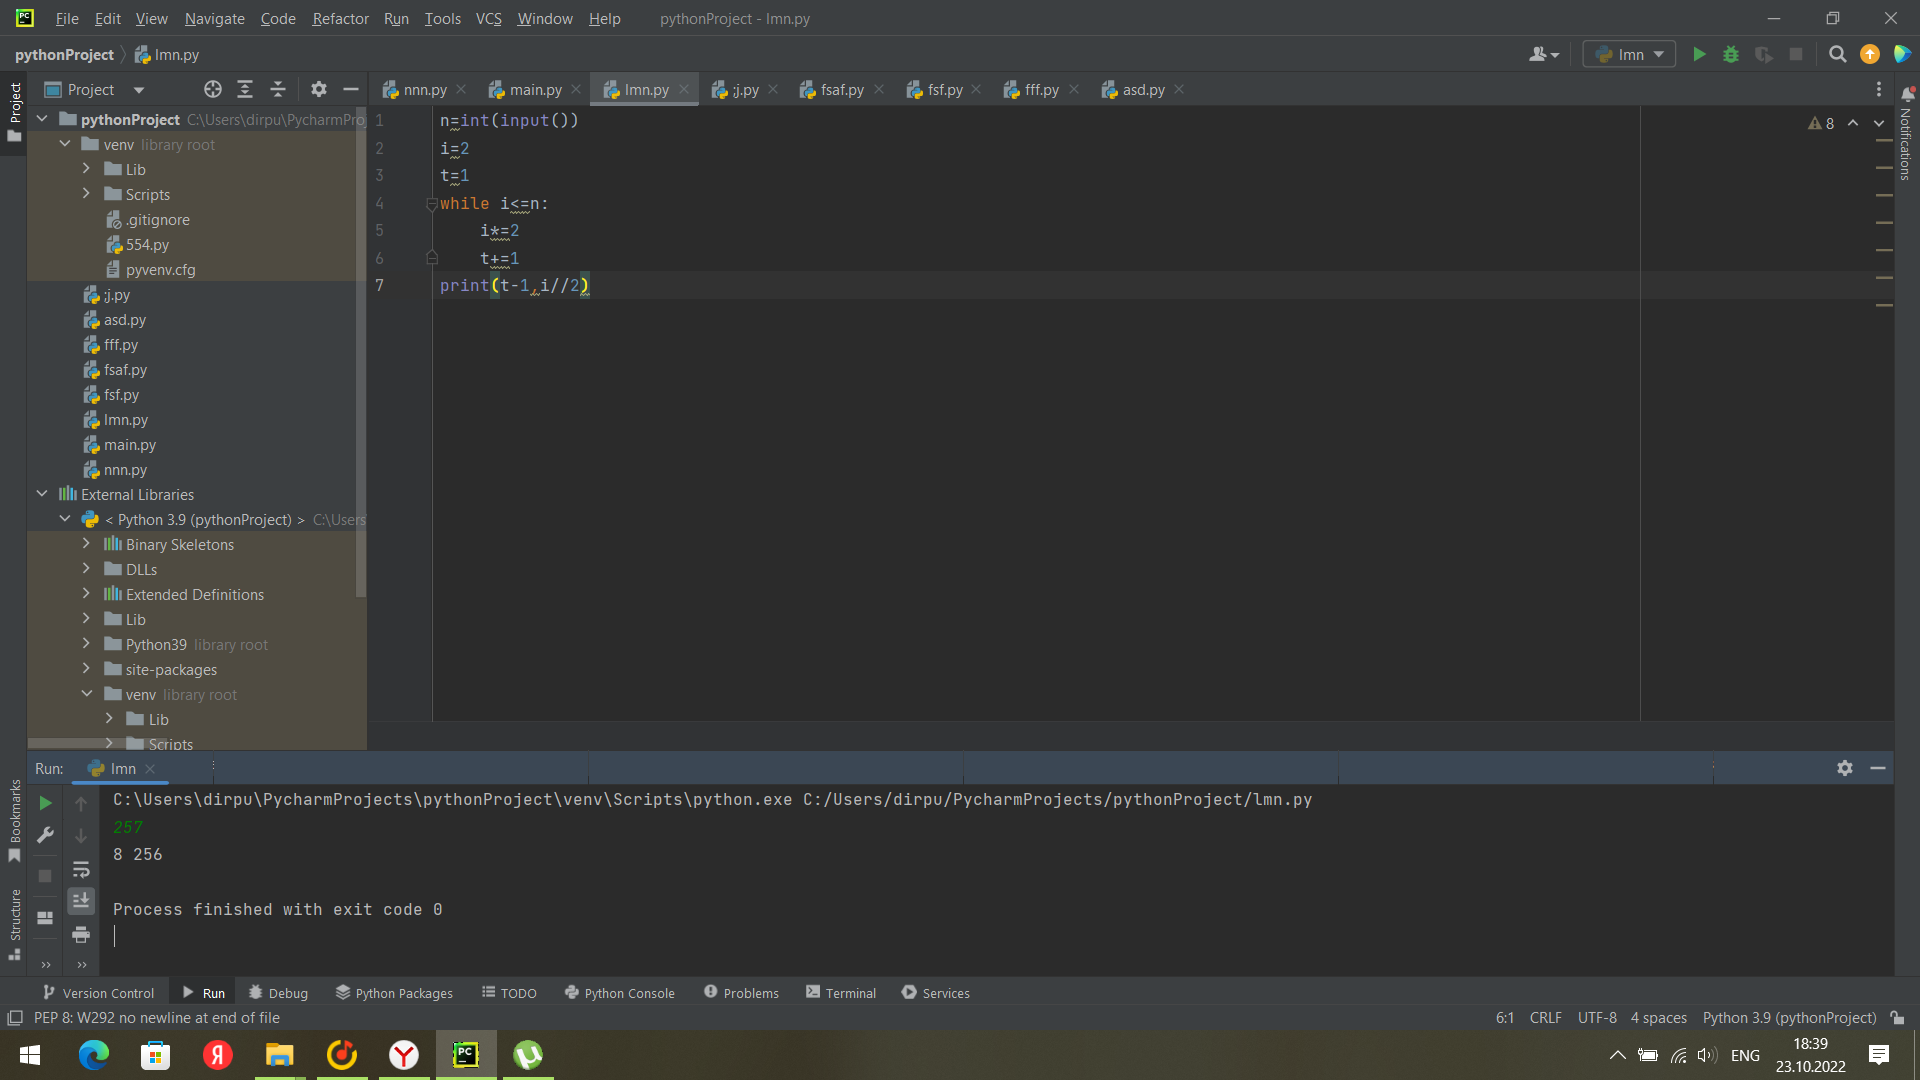 File Edit View Navigate Code Refactor Run Tools VCS Window Help pythonProject - lmn.py
pythonProject lmn.py lmn
Project nnn.py main.py lmn.py ;j.py fsaf.py fsf.py fff.py asd.py
Project
Notifications
Bookmarks
Structure
pythonProject C:\Users\dirpu\PycharmPro
venv library root
Lib
Scripts
.gitignore
554.py
pyvenv.cfg
;j.py
asd.py
fff.py
fsaf.py
fsf.py
lmn.py
main.py
nnn.py
External Libraries
< Python 3.9 (pythonProject) > C:\Users
Binary Skeletons
DLLs
Extended Definitions
Lib
Python39 library root
site-packages
venv library root
Lib
Scripts
1 n=int(input())
2 i=2
3 t=1
4 while i<=n:
5 i*=2
6 t+=1
7 print(t-1,i//2)
8
Run: lmn
C:\Users\dirpu\PycharmProjects\pythonProject\venv\Scripts\python.exe C:/Users/dirpu/PycharmProjects/pythonProject/lmn.py
257
8 256
Process finished with exit code 0
Version Control Run Debug Python Packages TODO Python Console Problems Terminal Services
PEP 8: W292 no newline at end of file 6:1 CRLF UTF-8 4 spaces Python 3.9 (pythonProject)
ENG 18:39
23.10.2022